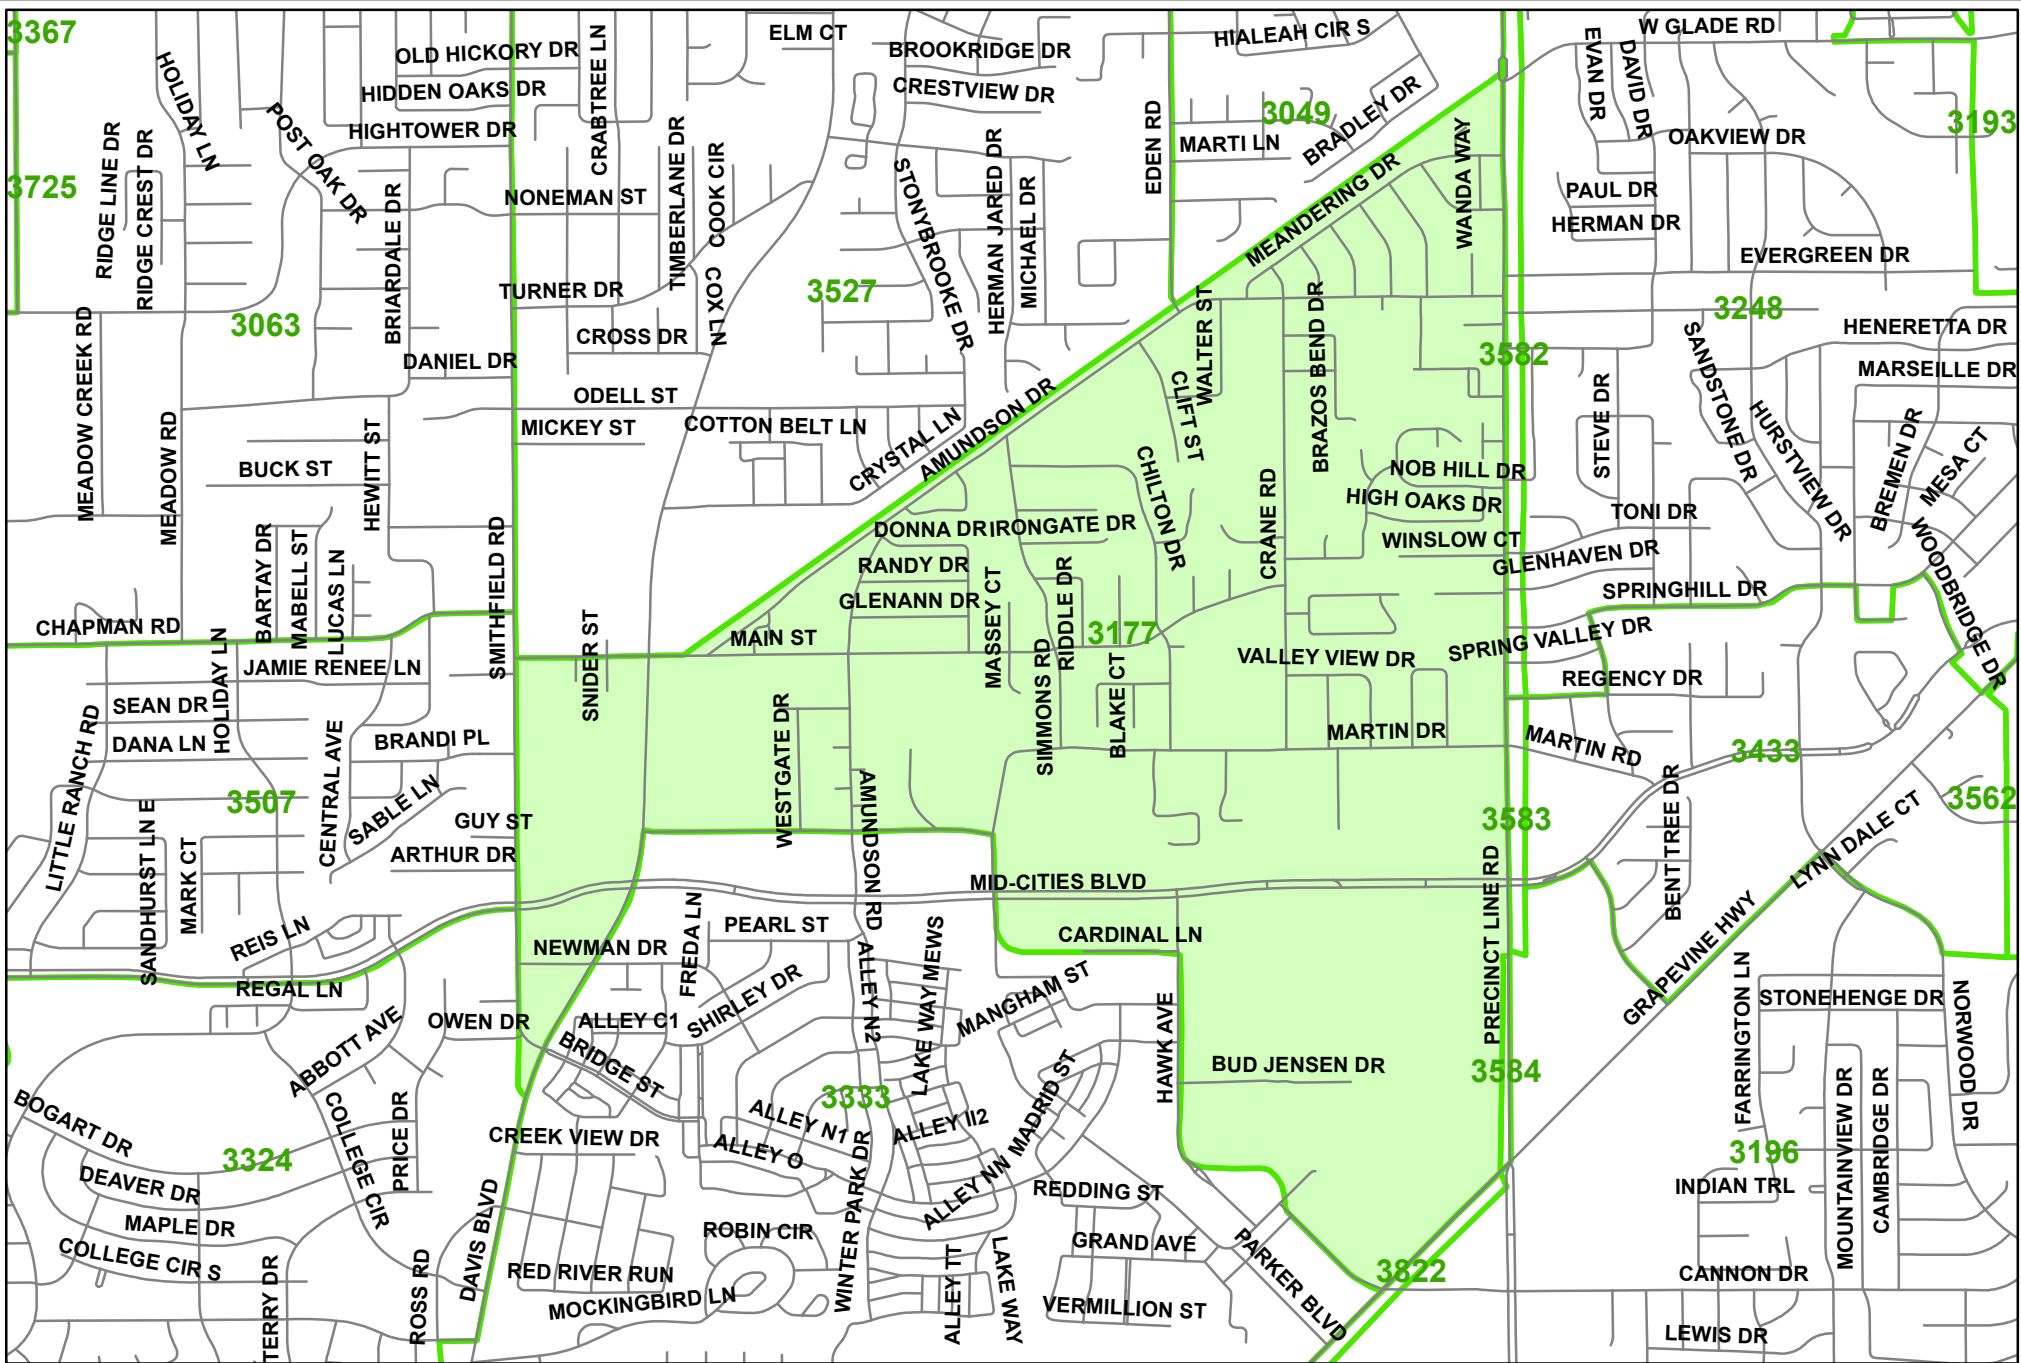 3367
HOLIDAY LN
OLD HICKORY DR
CRABTREE LN
ELM CT
BROOKRIDGE DR
HIALEAH CIR S
W GLADE RD
EVAN DR
DAVID DR
HIDDEN OAKS DR
CRESTVIEW DR
3049
BRADLEY DR
3193
POST OAK DR
HIGHTOWER DR
EDEN RD
MARTI LN
WANDA WAY
OAKVIEW DR
RIDGE LINE DR
RIDGE CREST DR
3725
BRIARDALE DR
NONEMAN ST
TIMBERLANE DR
COOK CIR
STONYBROOKE DR
HERMAN JARED DR
MICHAEL DR
MEANDERING DR
PAUL DR
HERMAN DR
EVERGREEN DR
TURNER DR
COX LN
3527
3248
3063
CROSS DR
WALTER ST
BRAZOS BEND DR
HENERETTA DR
MEADOW CREEK RD
DANIEL DR
3582
SANDSTONE DR
MARSEILLE DR
ODELL ST
AMUNDSON DR
CLIFT ST
STEVE DR
HURSTVIEW DR
MEADOW RD
HEWITT ST
MICKEY ST
COTTON BELT LN
CRYSTAL LN
BREMEN DR
MESA CT
BUCK ST
CHILTON DR
CRANE RD
NOB HILL DR
HIGH OAKS DR
TONI DR
DONNA DR
IRONGATE DR
WINSLOW CT
GLENHAVEN DR
WOODBRIDGE DR
BARTAY DR
MABELL ST
LUCAS LN
SMITHFIELD RD
RANDY DR
MASSEY CT
RIDDLE DR
SPRINGHILL DR
GLENANN DR
CHAPMAN RD
SNIDER ST
MAIN ST
3177
SPRING VALLEY DR
HOLIDAY LN
JAMIE RENEE LN
SIMMONS RD
BLAKE CT
VALLEY VIEW DR
REGENCY DR
SEAN DR
LITTLE RANCH RD
DANA LN
CENTRAL AVE
BRANDI PL
WESTGATE DR
MARTIN DR
MARTIN RD
3433
3507
SABLE LN
AMUNDSON RD
3583
BENT TREE DR
3562
SANDHURST LN E
MARK CT
GUY ST
ARTHUR DR
LYNN DALE CT
MID-CITIES BLVD
PRECINCT LINE RD
REIS LN
NEWMAN DR
FREDA LN
PEARL ST
LAKE WAY MEWS
CARDINAL LN
GRAPEVINE HWY
REGAL LN
ALLEY N2
MANGHAM ST
FARRINGTON LN
STONEHENGE DR
NORWOOD DR
ABBOTT AVE
OWEN DR
ALLEY C1
SHIRLEY DR
HAWK AVE
BRIDGE ST
BUD JENSEN DR
3584
BOGART DR
COLLEGE CIR
PRICE DR
3333
ALLEY NN
MADRID ST
MOUNTAINVIEW DR
CAMBRIDGE DR
ALLEY N1
ALLEY II2
3324
CREEK VIEW DR
ALLEY O
3196
DEAVER DR
WINTER PARK DR
REDDING ST
INDIAN TRL
MAPLE DR
DAVIS BLVD
ROBIN CIR
GRAND AVE
PARKER BLVD
COLLEGE CIR S
TERRY DR
ROSS RD
RED RIVER RUN
ALLEY TT
LAKE WAY
3822
CANNON DR
MOCKINGBIRD LN
VERMILLION ST
LEWIS DR